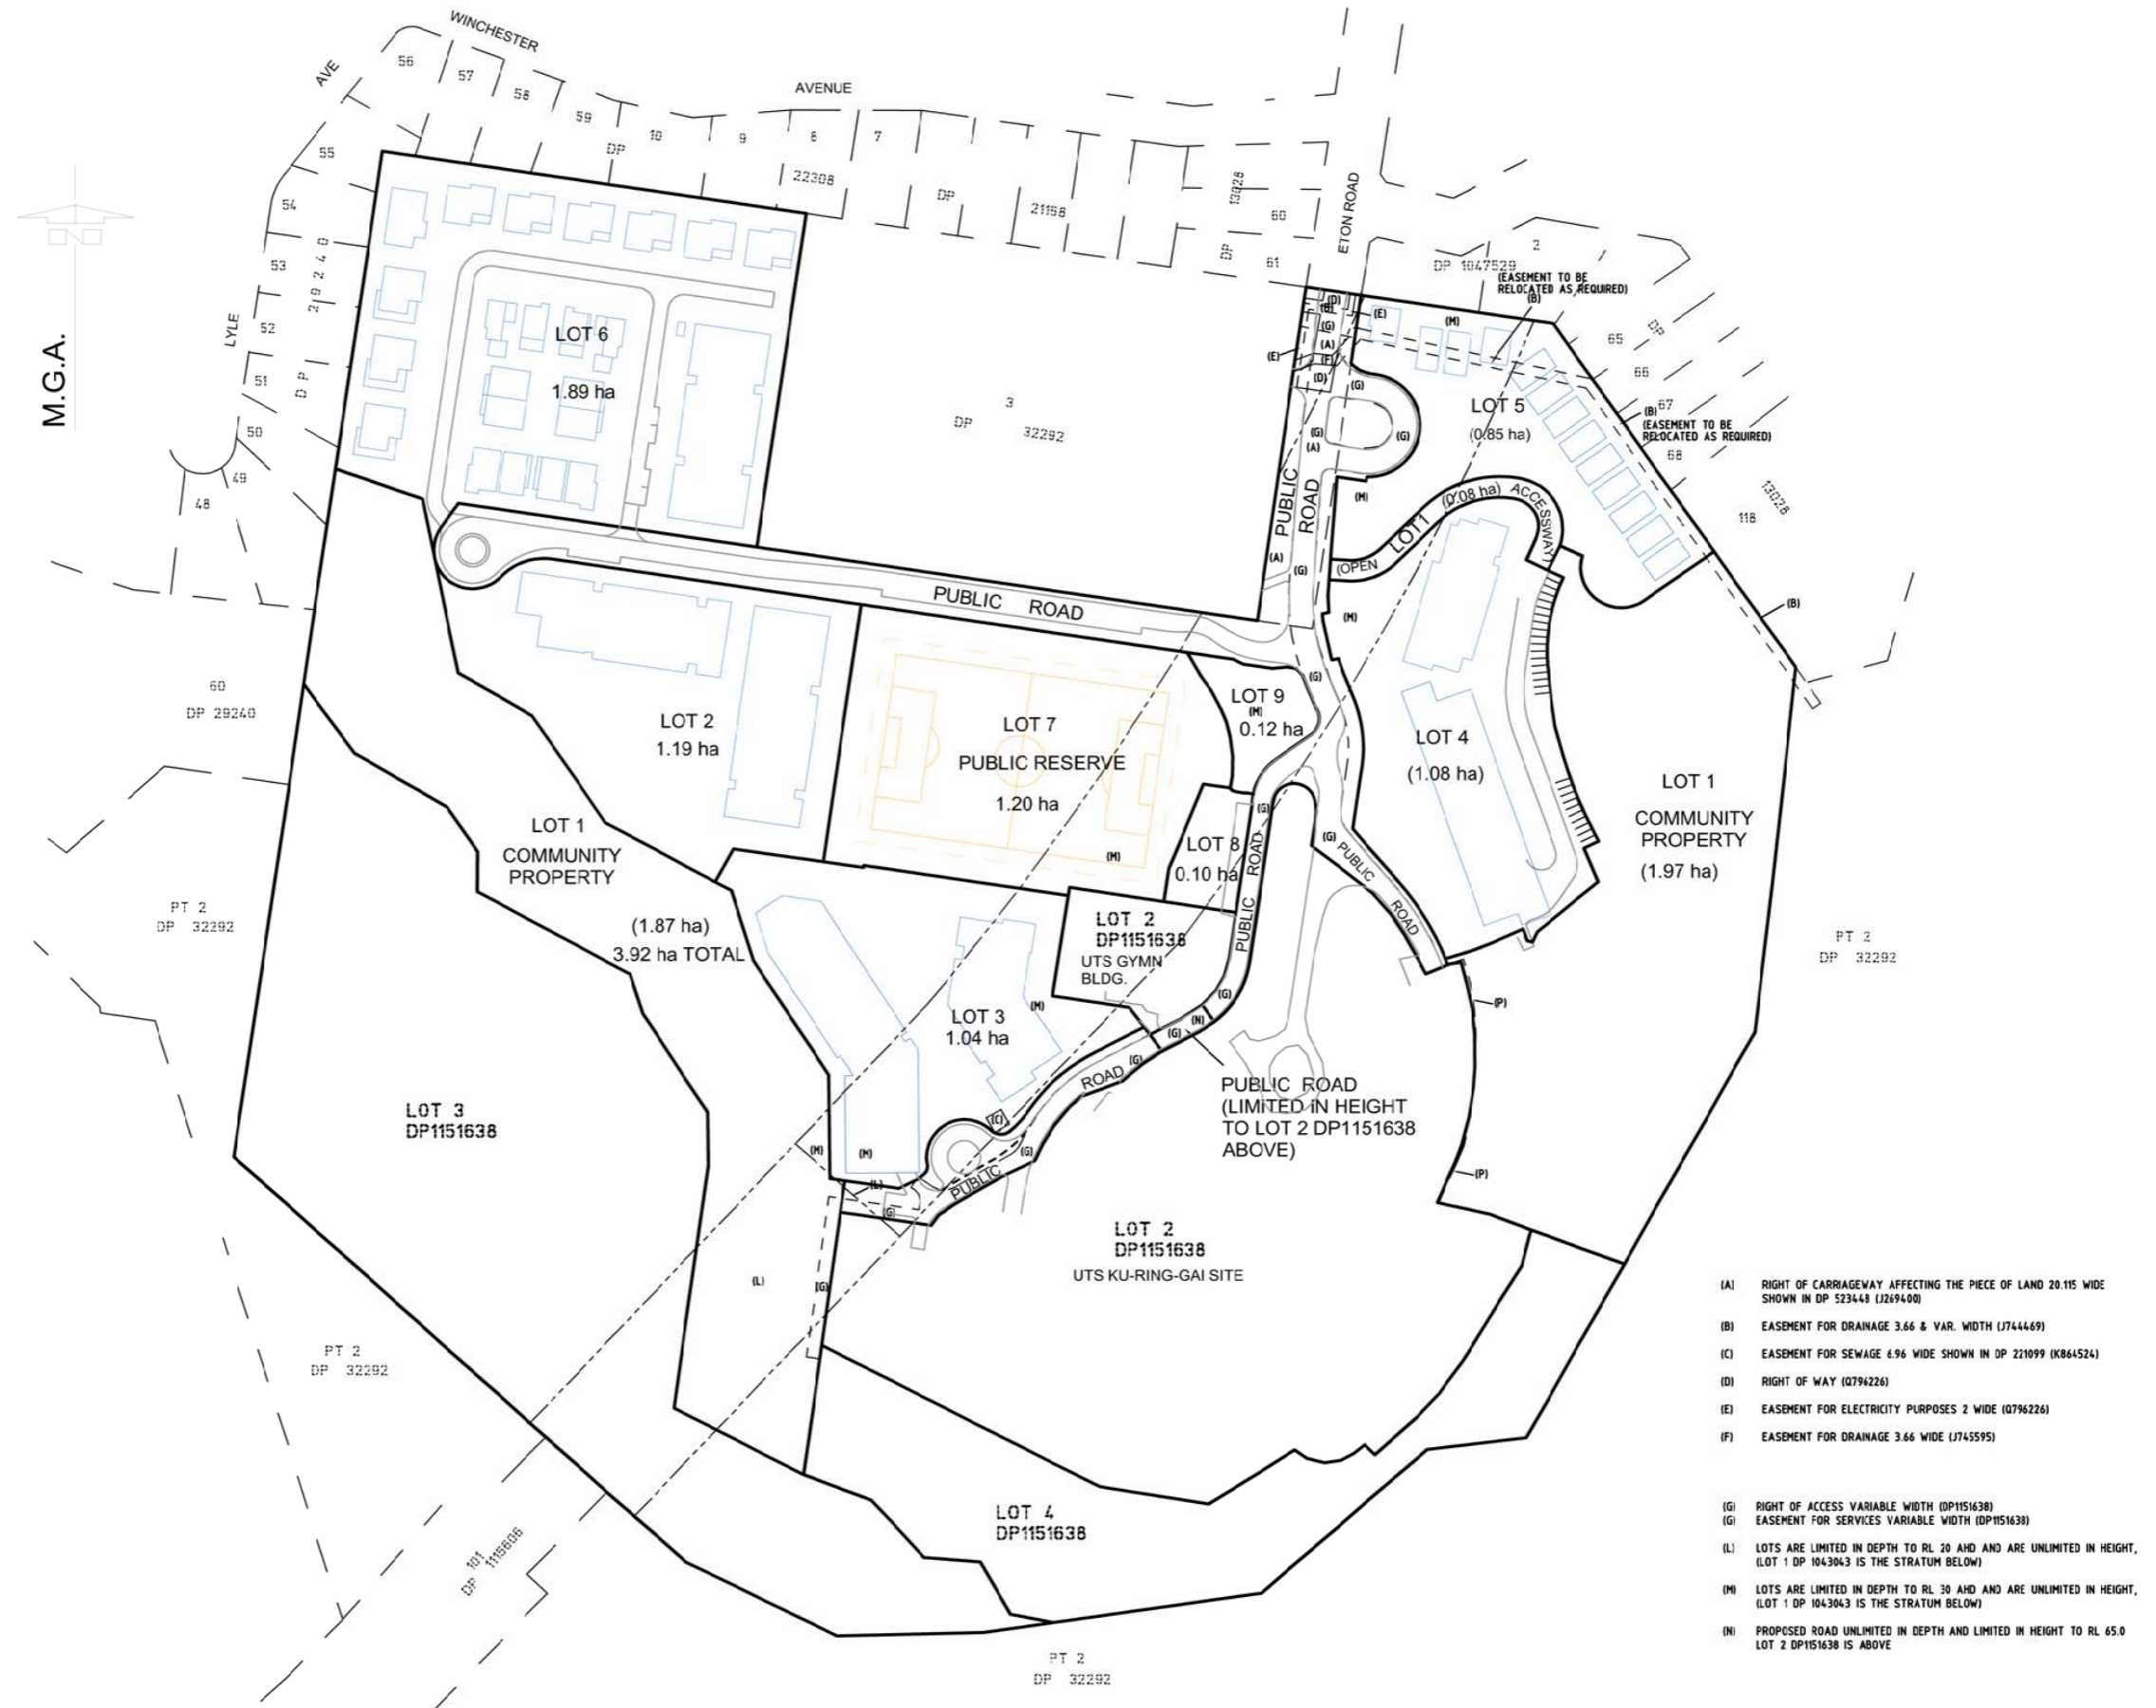 WINCHESTER
AVENUE
AVE
56
57
58
59
10
9
8
7
DP
22308
DP
21158
13028
DP
60
61
ETON ROAD
55
54
53
52
51
50
49
48
LYLE
DP 29240
M.G.A.
N
2
DP 1047529
(EASEMENT TO BE
RELOCATED AS REQUIRED)
(B)
65
DP
66
67
(B)
(EASEMENT TO BE
RELOCATED AS REQUIRED)
68
13028
118
(B)
LOT 6
1.89 ha
3
DP 32292
(D)
(B)
(G)
(A)
(F)
(D)
(E)
(E)
(M)
(G)
(G)
(G)
(A)
(M)
LOT 5
(0.85 ha)
PUBLIC
ROAD
(A)
(G)
(OPEN
LOT1
(0.08 ha)
ACCESSWAY)
(M)
PUBLIC ROAD
60
DP 29240
LOT 2
1.19 ha
LOT 7
PUBLIC RESERVE
1.20 ha
(M)
LOT 9
(M)
0.12 ha
(G)
LOT 4
(1.08 ha)
LOT 1
COMMUNITY
PROPERTY
(1.97 ha)
LOT 8
0.10 ha
(G)
PUBLIC ROAD
(G)
PUBLIC
ROAD
LOT 1
COMMUNITY
PROPERTY
(1.87 ha)
3.92 ha TOTAL
PT 2
DP 32292
PT 2
DP 32292
LOT 2
DP1151638
UTS GYMN
BLDG.
(G)
(N)
(G)
(G)
LOT 3
1.04 ha
(M)
(P)
(P)
ROAD
PUBLIC ROAD
(LIMITED IN HEIGHT
TO LOT 2 DP1151638
ABOVE)
(C)
(G)
PUBLIC
(M)
(M)
(L)
(G)
LOT 3
DP1151638
(L)
(G)
LOT 2
DP1151638
UTS KU-RING-GAI SITE
PT 2
DP 32292
LOT 4
DP1151638
101
DP 1115606
PT 2
DP 32292
(A) RIGHT OF CARRIAGEWAY AFFECTING THE PIECE OF LAND 20.115 WIDE
SHOWN IN DP 523448 (J269400)
(B) EASEMENT FOR DRAINAGE 3.66 & VAR. WIDTH (J744469)
(C) EASEMENT FOR SEWAGE 6.96 WIDE SHOWN IN DP 221099 (K864524)
(D) RIGHT OF WAY (Q796226)
(E) EASEMENT FOR ELECTRICITY PURPOSES 2 WIDE (Q796226)
(F) EASEMENT FOR DRAINAGE 3.66 WIDE (J745595)
(G) RIGHT OF ACCESS VARIABLE WIDTH (DP1151638)
(G) EASEMENT FOR SERVICES VARIABLE WIDTH (DP1151638)
(L) LOTS ARE LIMITED IN DEPTH TO RL 20 AHD AND ARE UNLIMITED IN HEIGHT,
(LOT 1 DP 1043043 IS THE STRATUM BELOW)
(M) LOTS ARE LIMITED IN DEPTH TO RL 30 AHD AND ARE UNLIMITED IN HEIGHT,
(LOT 1 DP 1043043 IS THE STRATUM BELOW)
(N) PROPOSED ROAD UNLIMITED IN DEPTH AND LIMITED IN HEIGHT TO RL 65.0
LOT 2 DP1151638 IS ABOVE